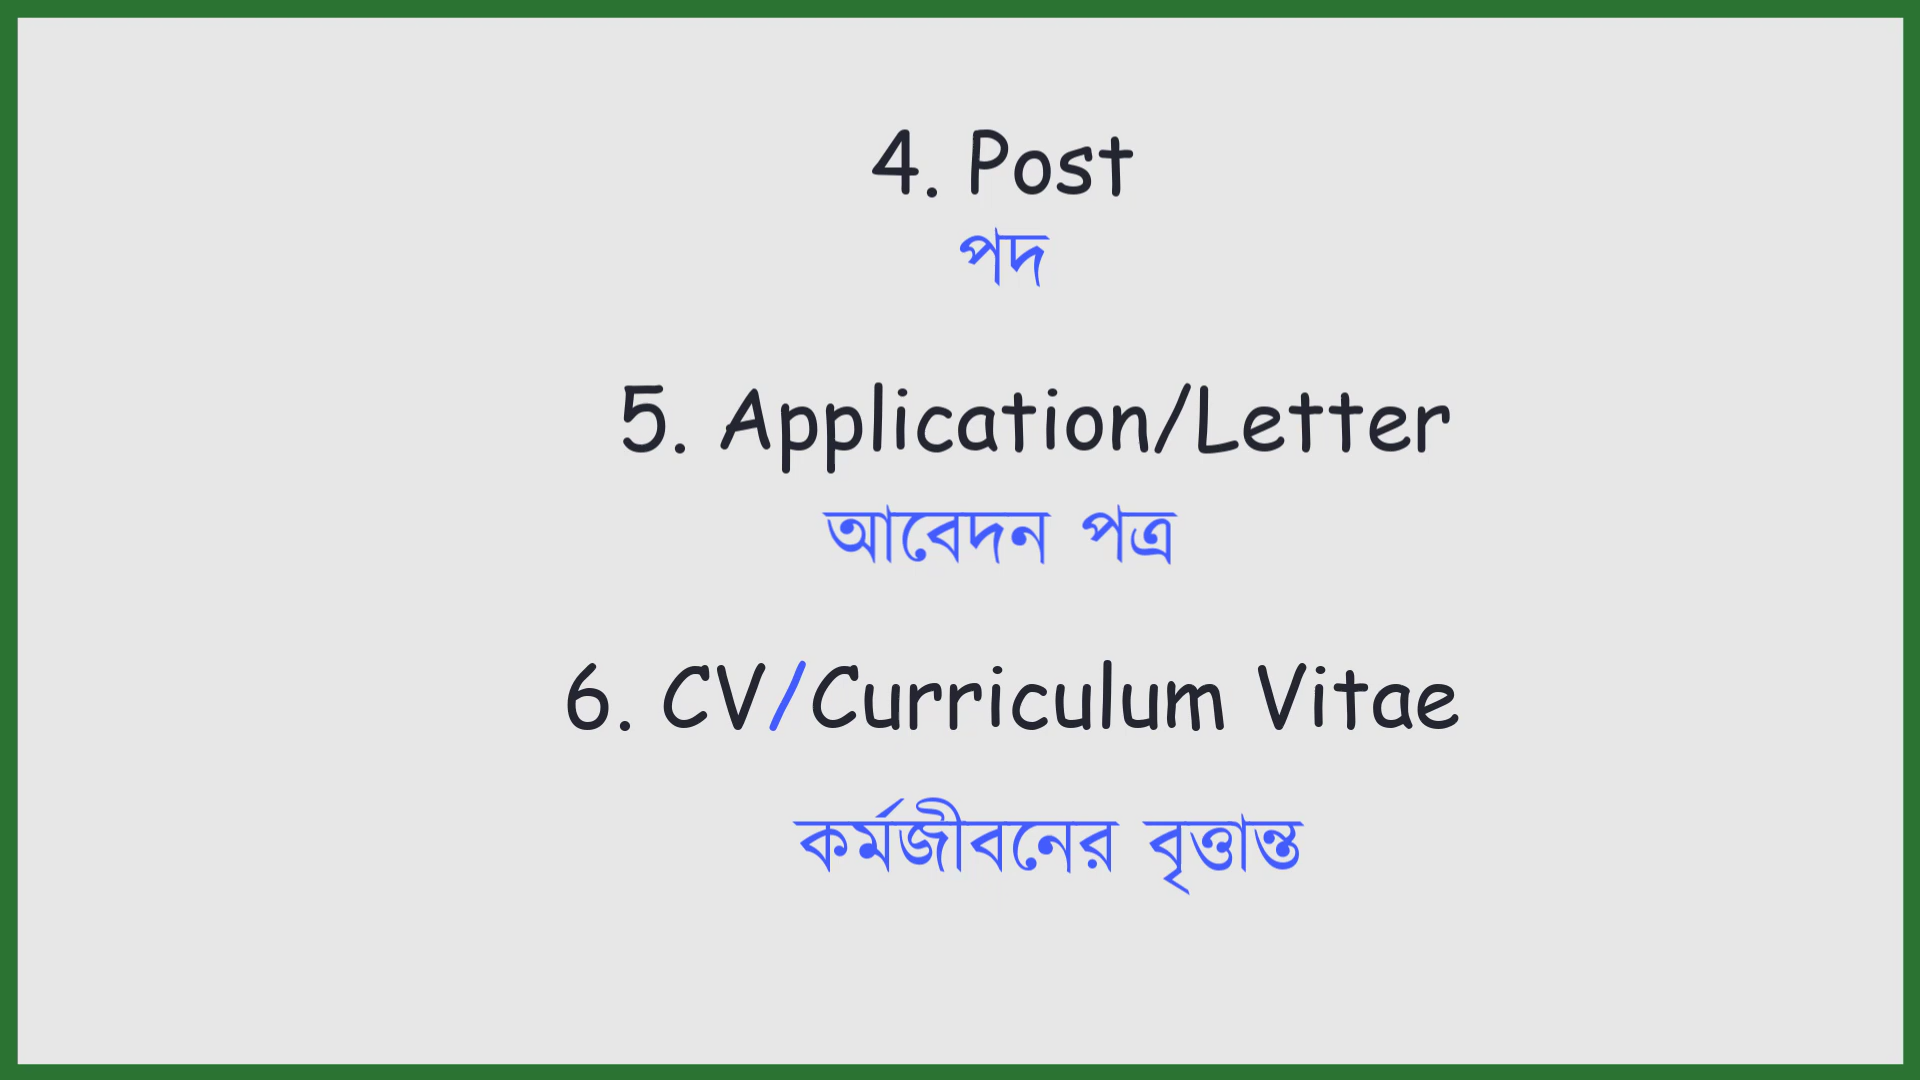 4. Post
পদ
5. Application/Letter
আবেদন পত্র
6. CV/Curriculum Vitae
কর্মজীবনের বৃত্তান্ত